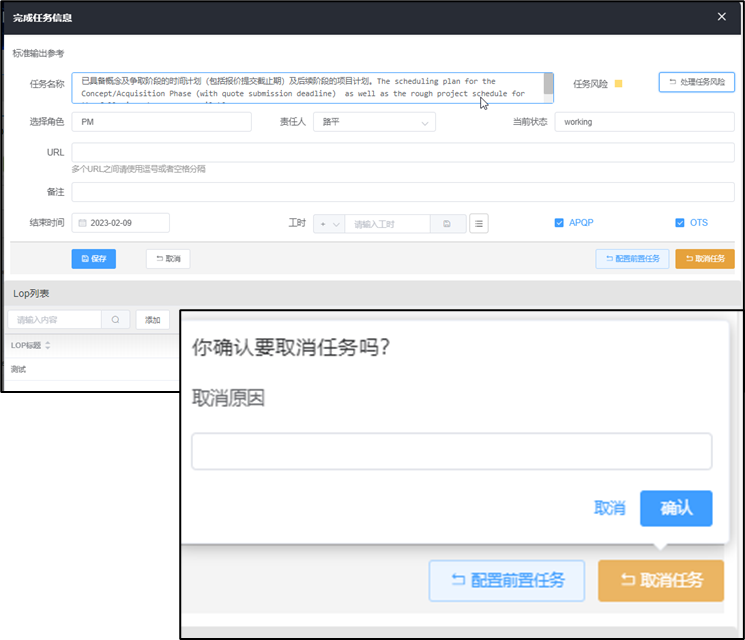 完成任务信息
标准输出参考
任务名称 已具备概念及争取阶段的时间计划（包括报价提交截止期）及后续阶段的项目计划。The scheduling plan for the
Concept/Acquisition Phase (with quote submission deadline) as well as the rough project schedule for
任务风险 处理任务风险
选择角色 PM 责任人 路平 当前状态 working
URL
多个URL之间请使用逗号或者空格分隔
备注
结束时间 2023-02-09 工时 请输入工时 APQP OTS
保存 取消 配置前置任务 取消任务
Lop列表
请输入内容 添加
LOP标题
测试
你确认要取消任务吗？
取消原因
取消 确认
配置前置任务 取消任务